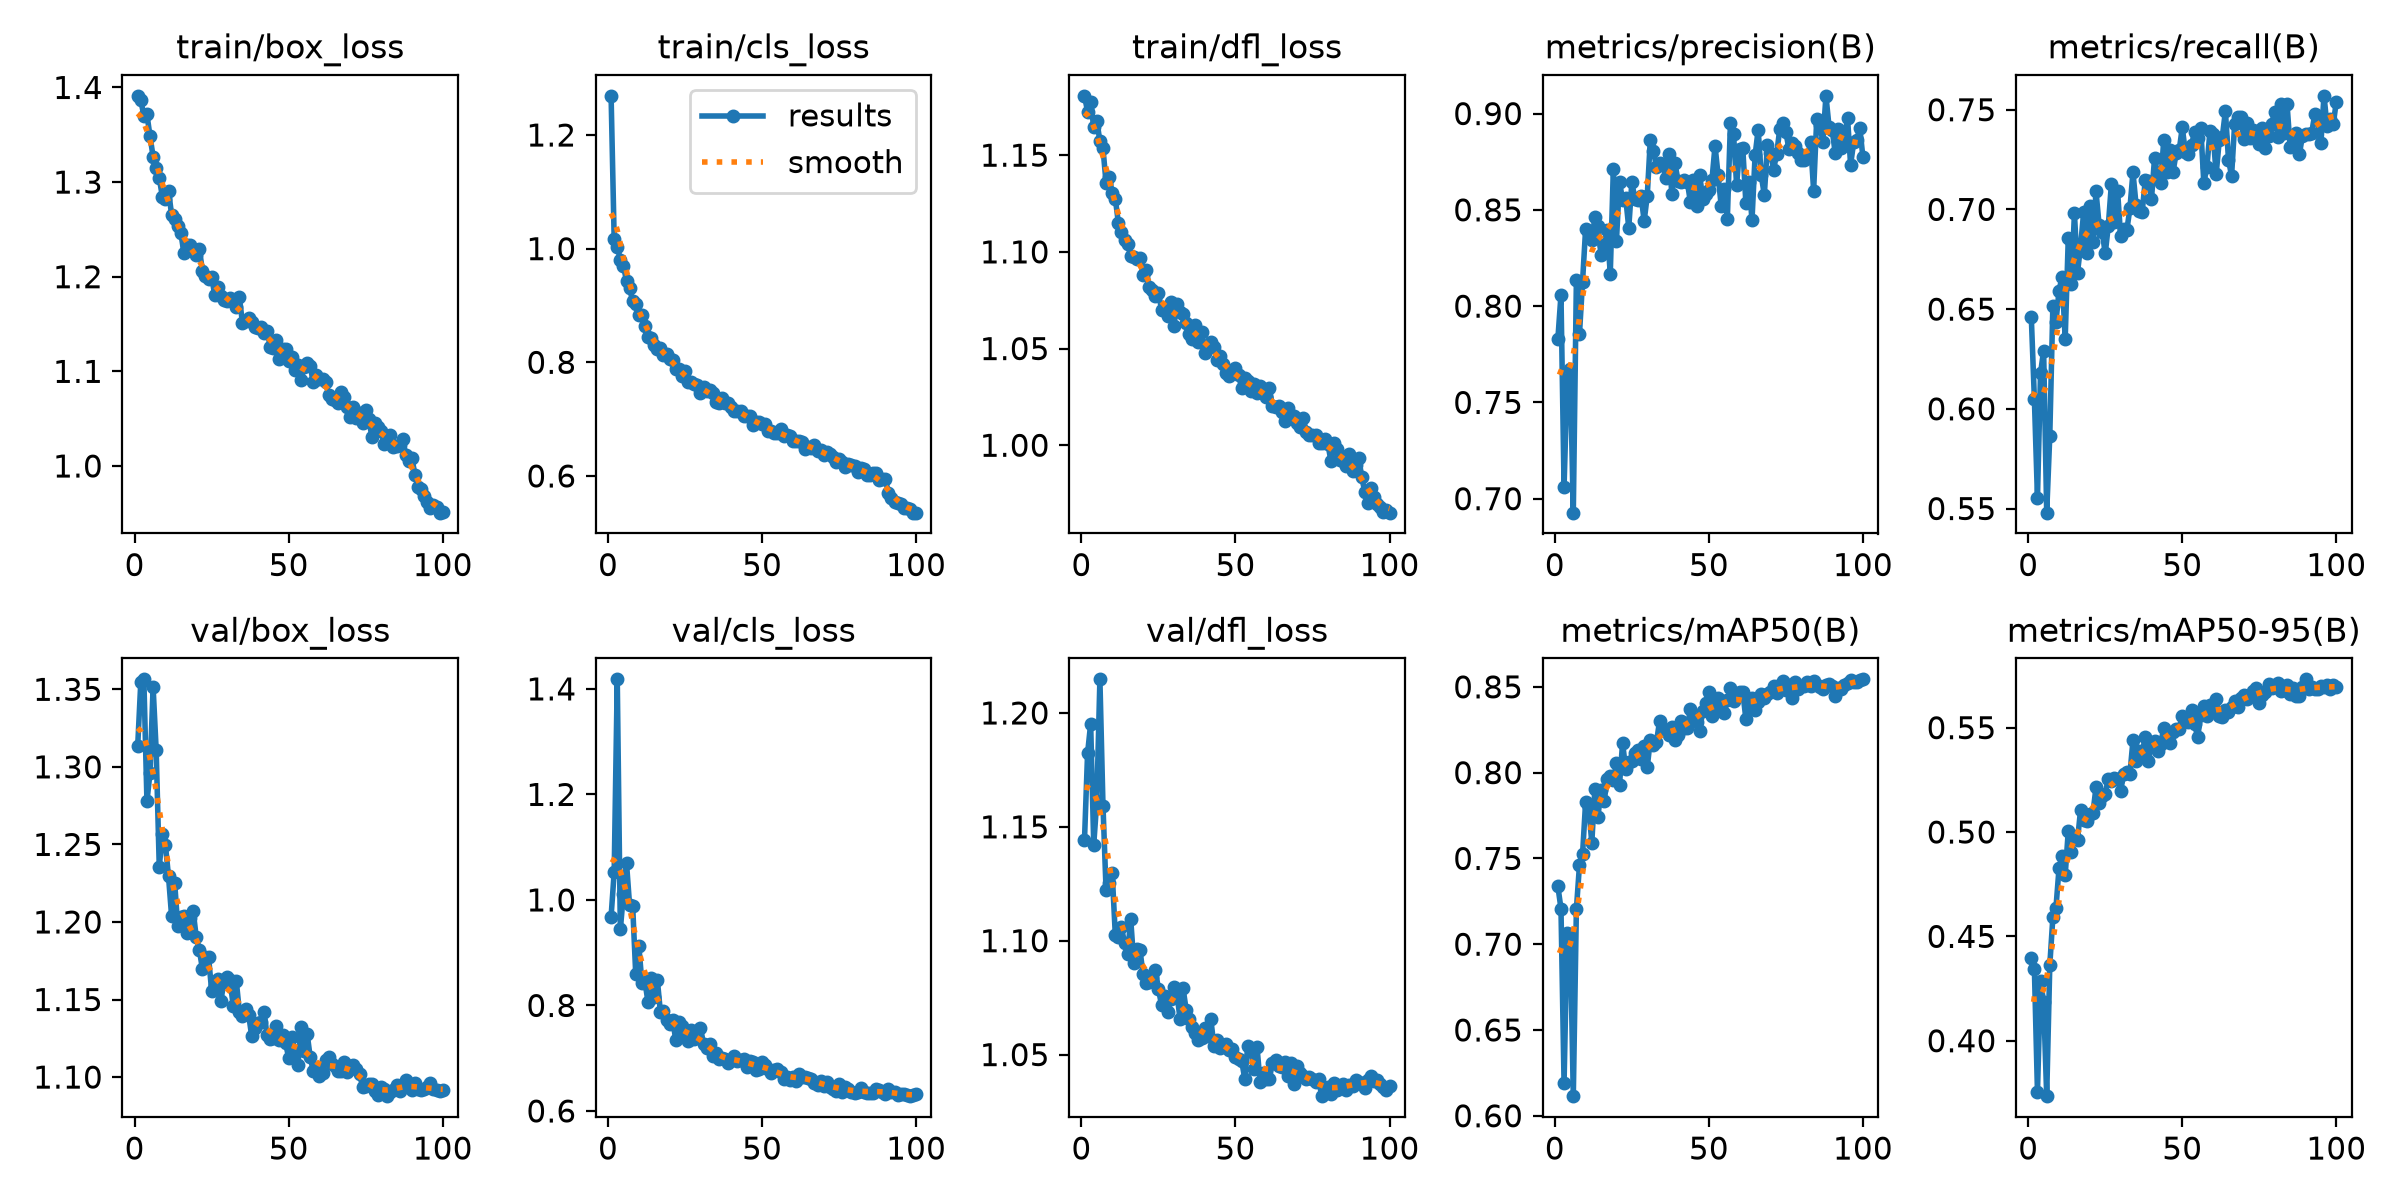 train/box_loss
train/cls_loss
train/dfl_loss
metrics/precision(B)
metrics/recall(B)
1.4
1.3
1.2
1.1
1.0
0 50 100
1.2
1.0
0.8
0.6
results
smooth
0 50 100
1.15
1.10
1.05
1.00
0 50 100
0.90
0.85
0.80
0.75
0.70
0 50 100
0.75
0.70
0.65
0.60
0.55
0 50 100
val/box_loss
val/cls_loss
val/dfl_loss
metrics/mAP50(B)
metrics/mAP50-95(B)
1.35
1.30
1.25
1.20
1.15
1.10
0 50 100
1.4
1.2
1.0
0.8
0.6
0 50 100
1.20
1.15
1.10
1.05
0 50 100
0.85
0.80
0.75
0.70
0.65
0.60
0 50 100
0.55
0.50
0.45
0.40
0 50 100